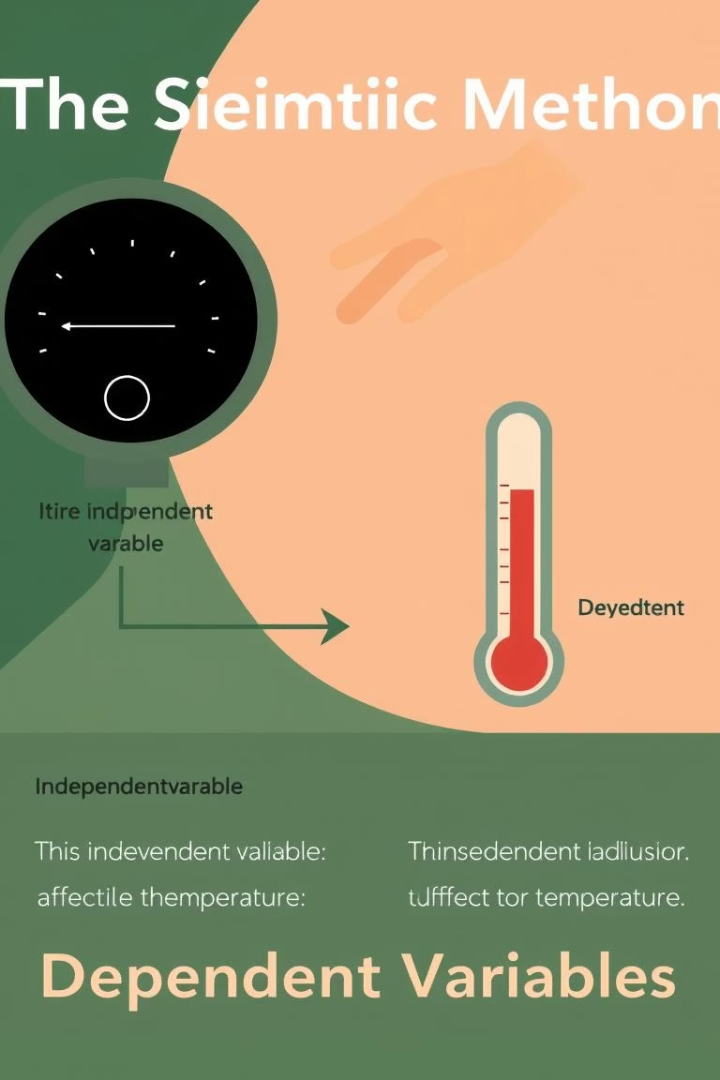 The Sieimtiic Methon
Itire indpendent
varable
Deyedtent
Independentvarable
This indevendent valiable:
affectile themperature:
Thinsedendent ladliusior.
tufffect tor temperature.
Dependent Variables